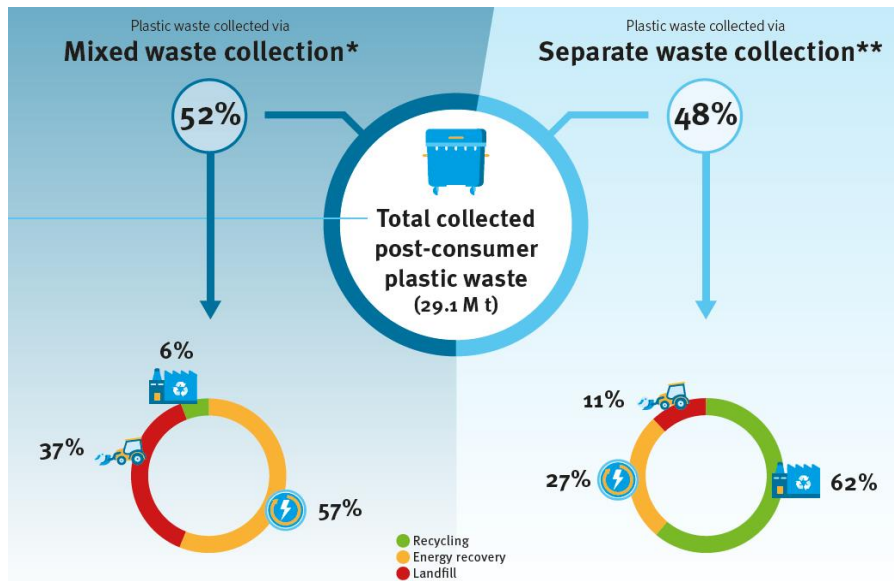 Plastic waste collected via
Mixed waste collection*
52%
Plastic waste collected via
Separate waste collection**
48%
Total collected
post-consumer
plastic waste
(29.1 M t)
6%
37%
57%
11%
27%
62%
Recycling
Energy recovery
Landfill